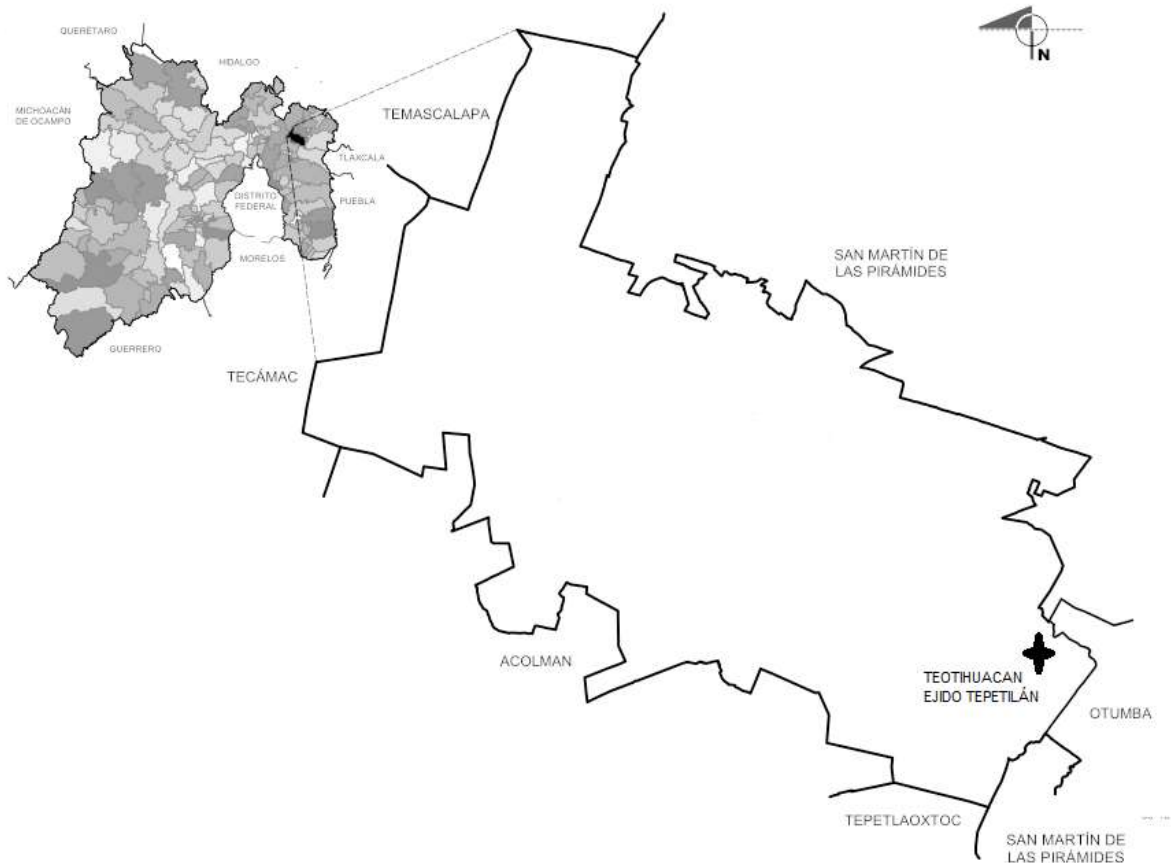 QUERÉTARO
HIDALGO
MICHOACÁN
DE OCAMPO
TLAXCALA
DISTRITO
FEDERAL
PUEBLA
MORELOS
GUERRERO
N
TEMASCALAPA
SAN MARTÍN DE
LAS PIRÁMIDES
TECÁMAC
ACOLMAN
TEOTIHUACAN
EJIDO TEPETILÁN
OTUMBA
TEPETLAOXTOC
SAN MARTÍN DE
LAS PIRÁMIDES